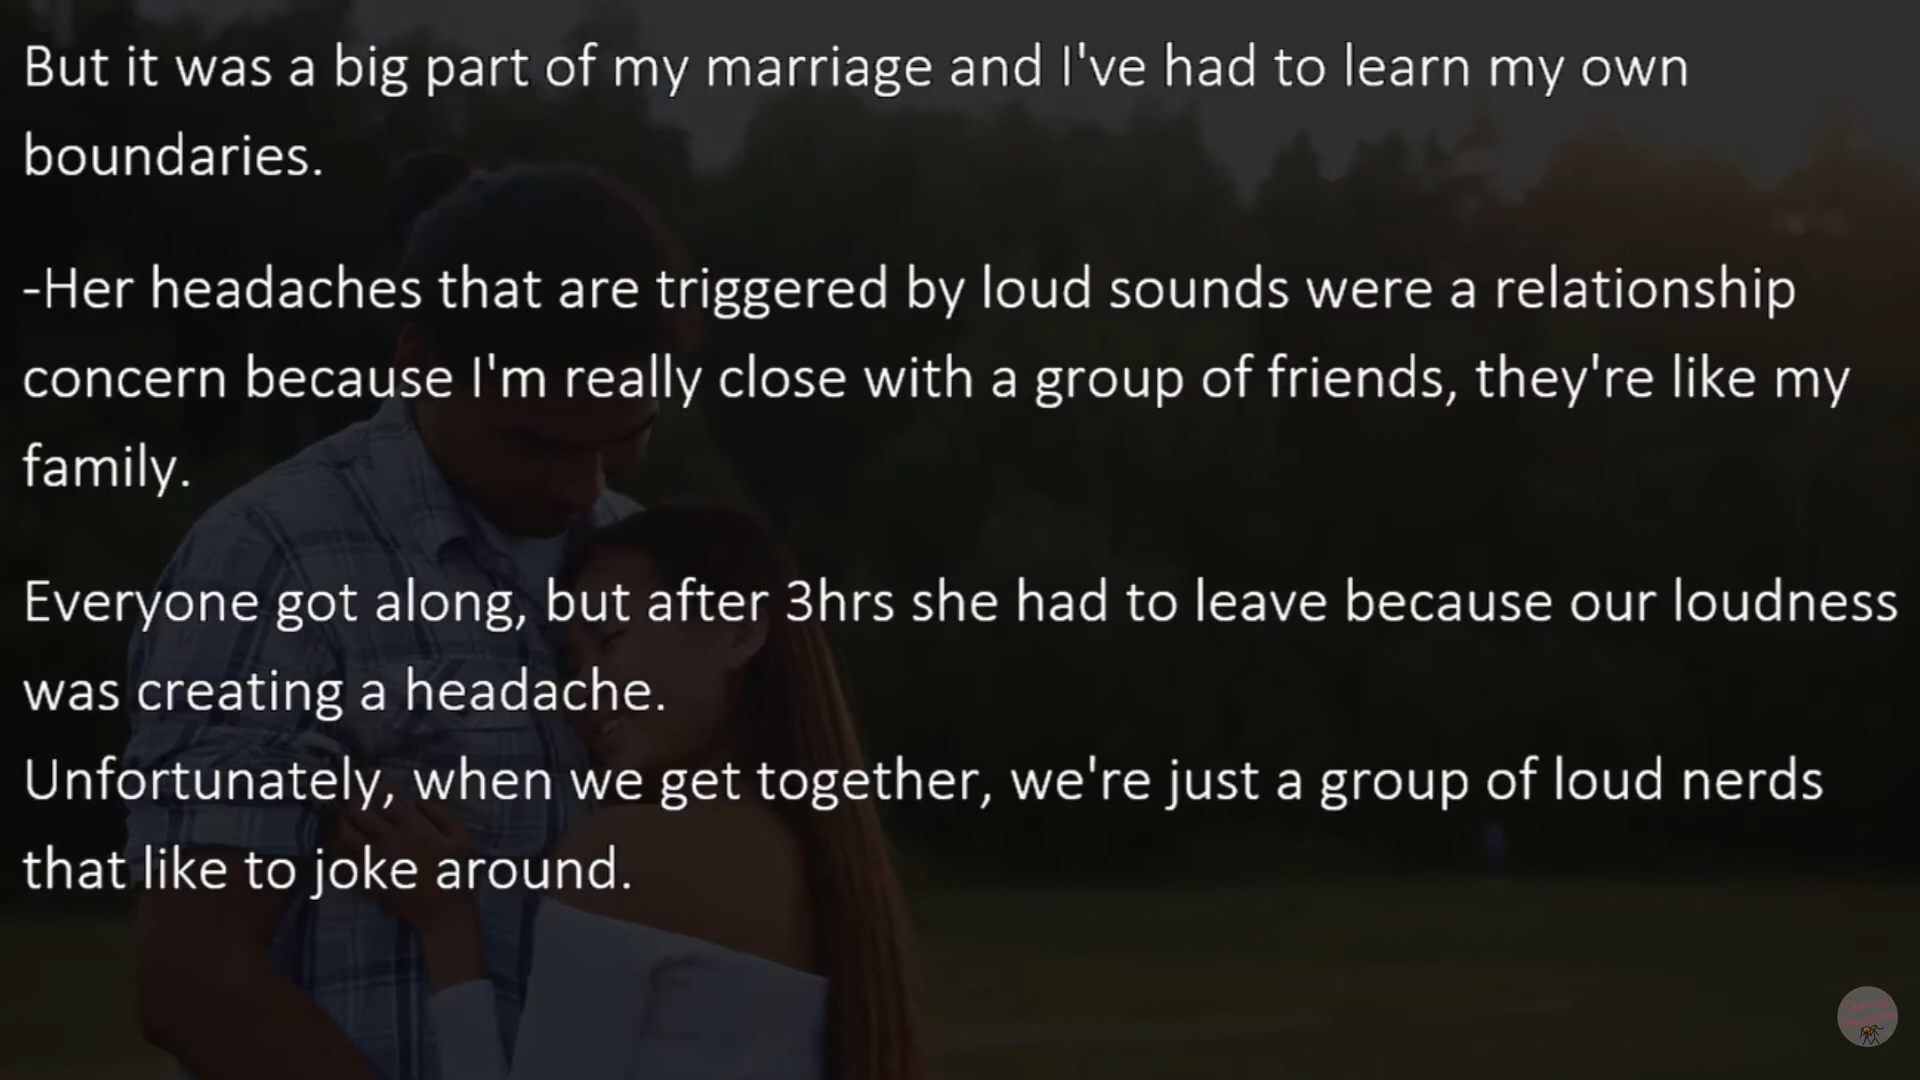 But it was a big part of my marriage and I've had to learn my own
boundaries.
-Her headaches that are triggered by loud sounds were a relationship
concern because I'm really close with a group of friends, they're like my
family.
Everyone got along, but after 3hrs she had to leave because our loudness
was creating a headache.
Unfortunately, when we get together, we're just a group of loud nerds
that like to joke around.